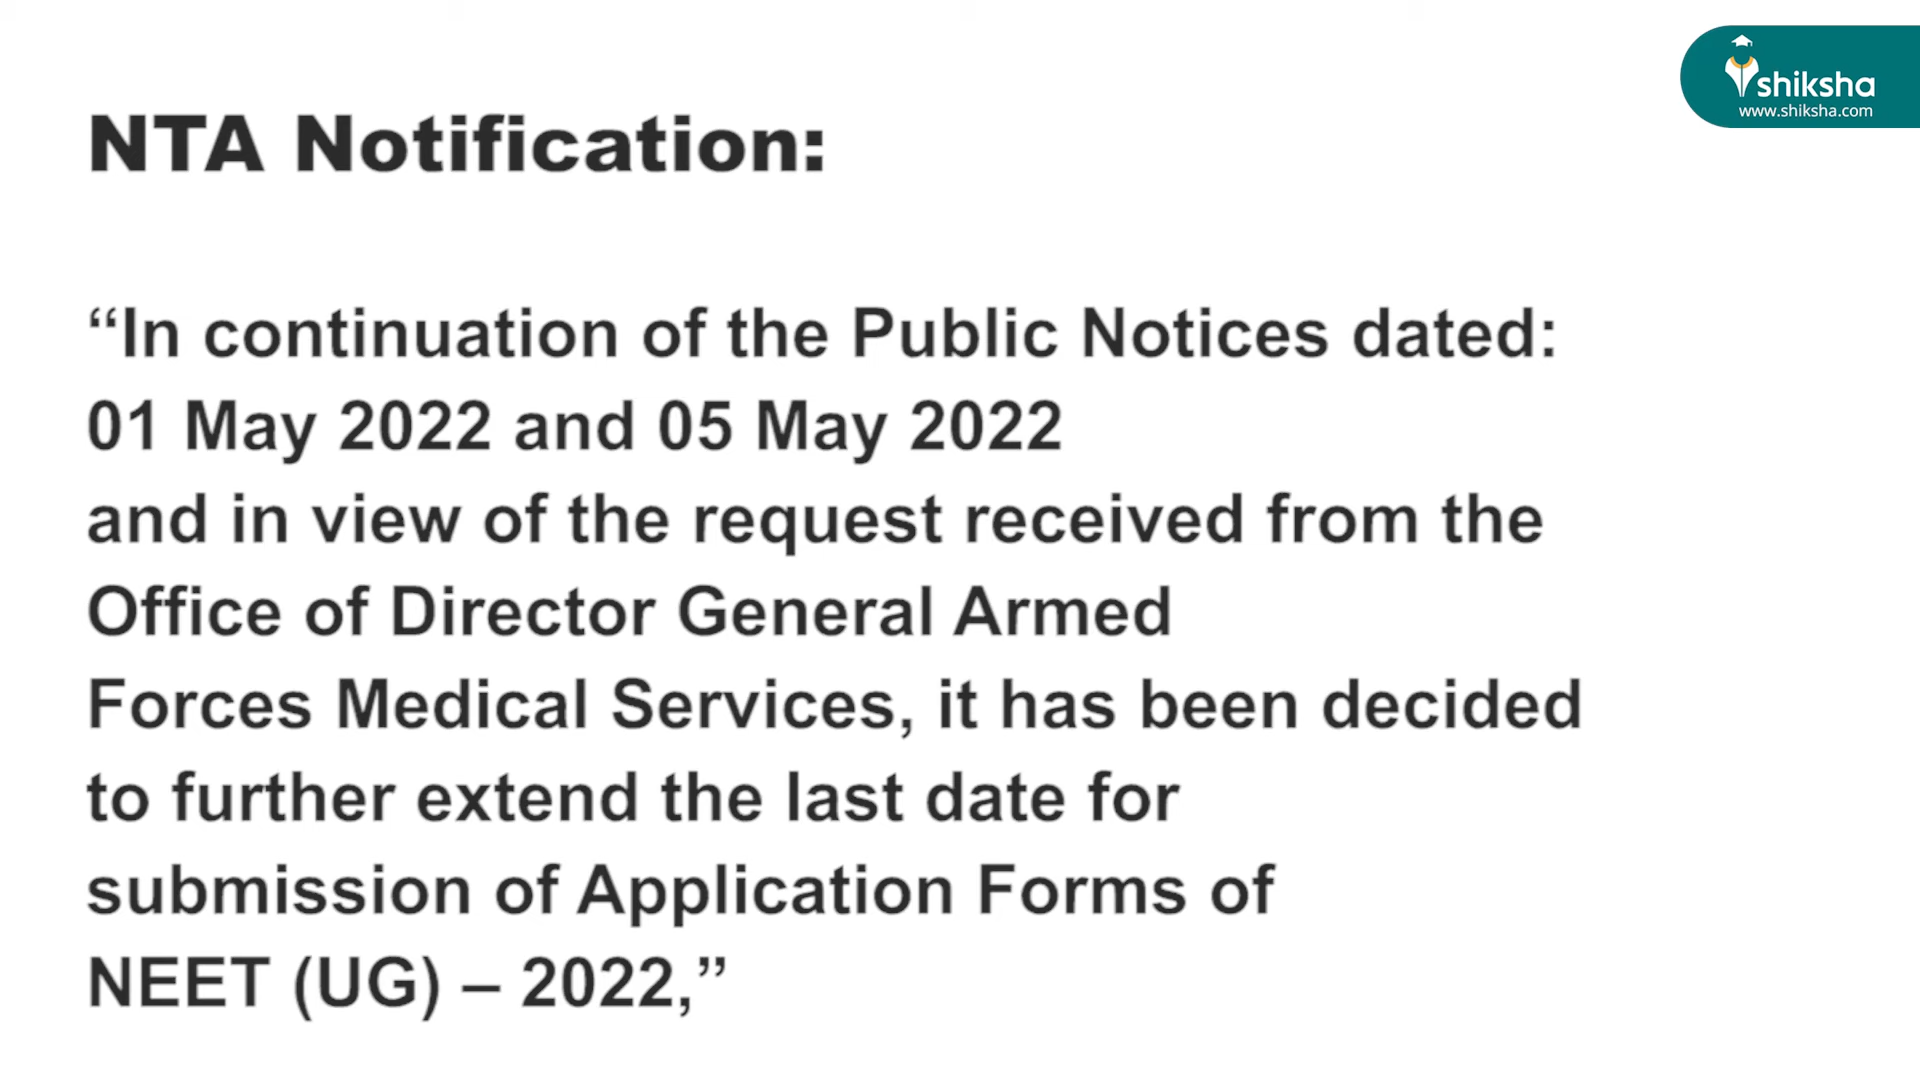 shiksha
www.shiksha.com
NTA Notification:
“In continuation of the Public Notices dated:
01 May 2022 and 05 May 2022
and in view of the request received from the
Office of Director General Armed
Forces Medical Services, it has been decided
to further extend the last date for
submission of Application Forms of
NEET (UG) – 2022,”